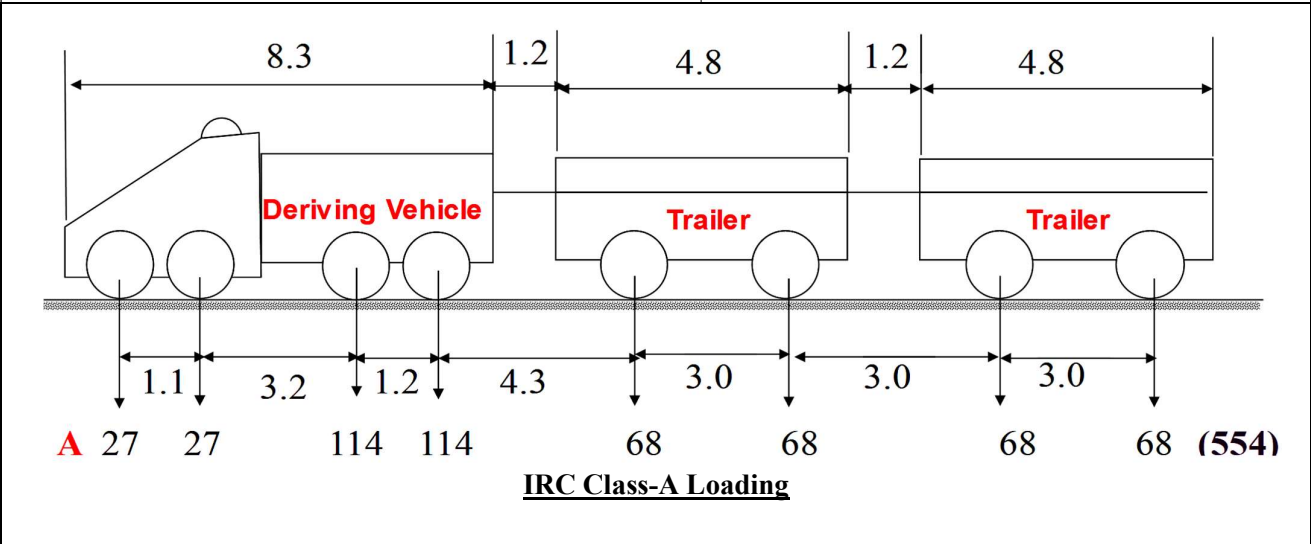 8.3 1.2 4.8 1.2 4.8
Deriving Vehicle Trailer Trailer
1.1 3.2 1.2 4.3 3.0 3.0 3.0
A 27 27 114 114 68 68 68 68 (554)
IRC Class-A Loading